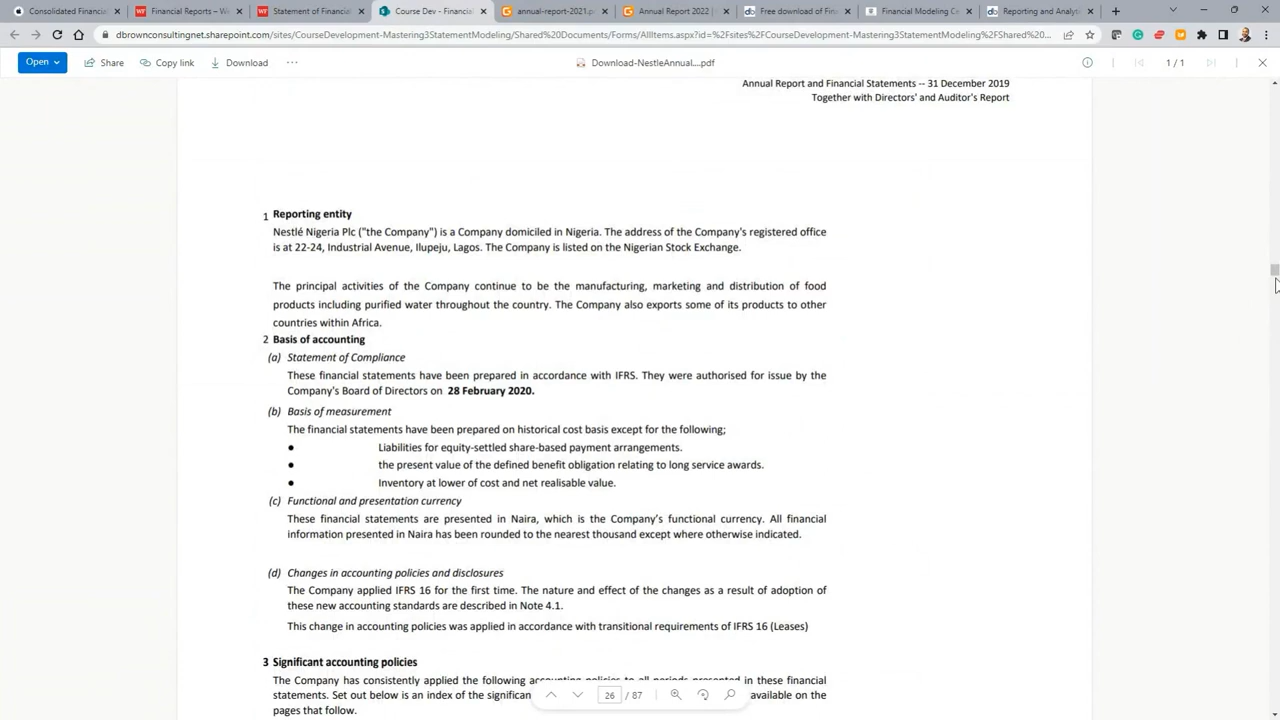 Consolidated Financi
Financial Reports – W
Statement of Financi
Course Dev - Financi
annual-report-2021.p
Annual Report 2022 |
Free download of Fina
Financial Modeling Ce
Reporting and Analyt
dbrownconsultingnet.sharepoint.com/sites/CourseDevelopment-Mastering3StatementModeling/Shared%20Documents/Forms/AllItems.aspx?id=%2Fsites%2FCourseDevelopment-Mastering3StatementModeling%2FShared%20...
Open
Share
Copy link
Download
...
Download-NestleAnnual....pdf
1 / 1
Annual Report and Financial Statements -- 31 December 2019
Together with Directors' and Auditor's Report
1 Reporting entity
Nestlé Nigeria Plc ("the Company") is a Company domiciled in Nigeria. The address of the Company's registered office
is at 22-24, Industrial Avenue, Ilupeju, Lagos. The Company is listed on the Nigerian Stock Exchange.
The principal activities of the Company continue to be the manufacturing, marketing and distribution of food
products including purified water throughout the country. The Company also exports some of its products to other
countries within Africa.
2 Basis of accounting
(a) Statement of Compliance
These financial statements have been prepared in accordance with IFRS. They were authorised for issue by the
Company's Board of Directors on 28 February 2020.
(b) Basis of measurement
The financial statements have been prepared on historical cost basis except for the following;
● Liabilities for equity-settled share-based payment arrangements.
● the present value of the defined benefit obligation relating to long service awards.
● Inventory at lower of cost and net realisable value.
(c) Functional and presentation currency
These financial statements are presented in Naira, which is the Company's functional currency. All financial
information presented in Naira has been rounded to the nearest thousand except where otherwise indicated.
(d) Changes in accounting policies and disclosures
The Company applied IFRS 16 for the first time. The nature and effect of the changes as a result of adoption of
these new accounting standards are described in Note 4.1.
This change in accounting policies was applied in accordance with transitional requirements of IFRS 16 (Leases)
3 Significant accounting policies
The Company has consistently applied the following accounting policies to all periods presented in these financial
statements. Set out below is an index of the significan available on the
pages that follow.
26 / 87